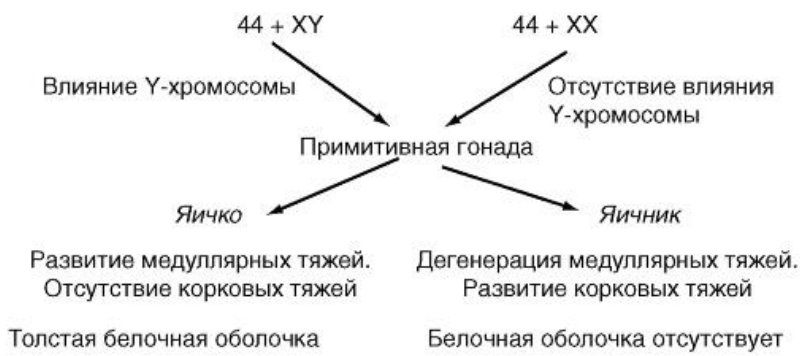 44 + XY
44 + XX
Влияние Y-хромосомы
Отсутствие влияния
Y-хромосомы
Примитивная гонада
Яичко
Яичник
Развитие медуллярных тяжей.
Отсутствие корковых тяжей
Дегенерация медуллярных тяжей.
Развитие корковых тяжей
Толстая белочная оболочка
Белочная оболочка отсутствует